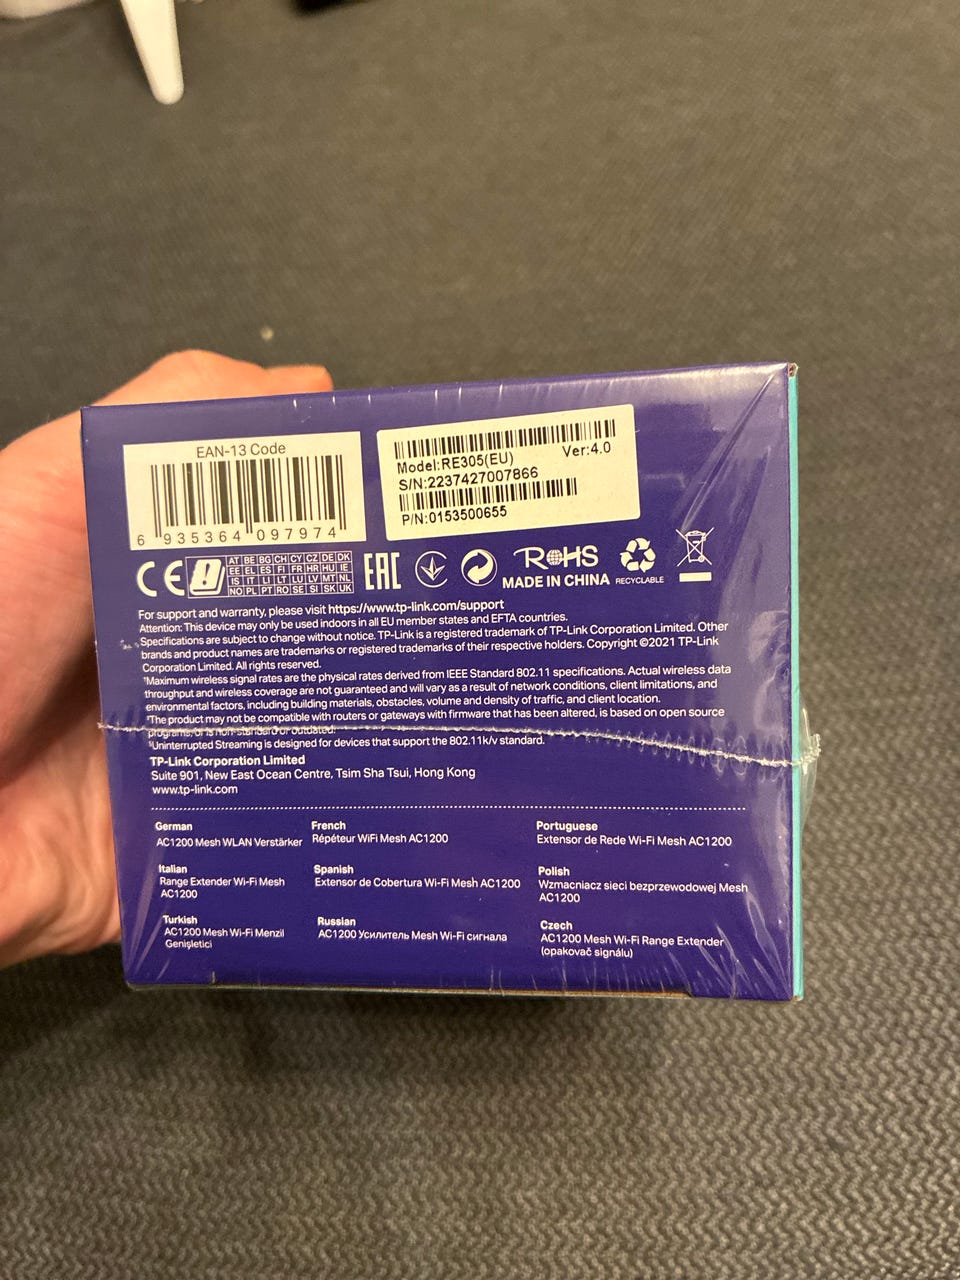 EAN-13 Code
6 935364 097974
Model:RE305(EU) Ver:4.0
S/N:2237427007866
P/N:0153500655
CE
AT BE BG CH CY CZ DE DK
EE EL ES FI FR HR HU IE
IS IT LI LT LU LV MT NL
NO PL PT RO SE SI SK UK
EAC
RoHS
MADE IN CHINA
RECYCLABLE
For support and warranty, please visit https://www.tp-link.com/support
Attention: This device may only be used indoors in all EU member states and EFTA countries.
Specifications are subject to change without notice. TP-Link is a registered trademark of TP-Link Corporation Limited. Other
brands and product names are trademarks or registered trademarks of their respective holders. Copyright ©2021 TP-Link
Corporation Limited. All rights reserved.
†Maximum wireless signal rates are the physical rates derived from IEEE Standard 802.11 specifications. Actual wireless data
throughput and wireless coverage are not guaranteed and will vary as a result of network conditions, client limitations, and
environmental factors, including building materials, obstacles, volume and density of traffic, and client location.
‡The product may not be compatible with routers or gateways with firmware that has been altered, is based on open source
programs, or is non-standard or outdated.
§Uninterrupted Streaming is designed for devices that support the 802.11k/v standard.
TP-Link Corporation Limited
Suite 901, New East Ocean Centre, Tsim Sha Tsui, Hong Kong
www.tp-link.com
German
AC1200 Mesh WLAN Verstärker
French
Répéteur WiFi Mesh AC1200
Portuguese
Extensor de Rede Wi-Fi Mesh AC1200
Italian
Range Extender Wi-Fi Mesh
AC1200
Spanish
Extensor de Cobertura Wi-Fi Mesh AC1200
Polish
Wzmacniacz sieci bezprzewodowej Mesh
AC1200
Turkish
AC1200 Mesh Wi-Fi Menzil
Genişletici
Russian
AC1200 Усилитель Mesh Wi-Fi сигнала
Czech
AC1200 Mesh Wi-Fi Range Extender
(opakovač signálu)